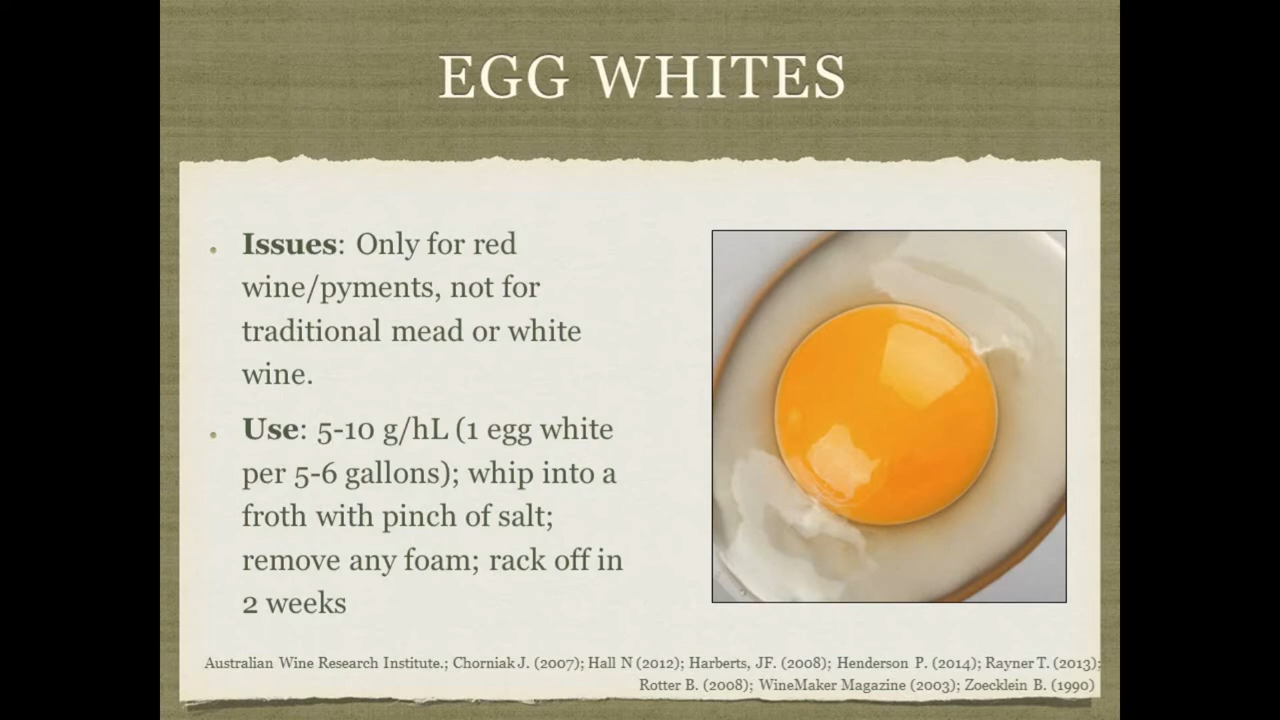 EGG WHITES
Issues: Only for red
wine/pyments, not for
traditional mead or white
wine.
Use: 5-10 g/hL (1 egg white
per 5-6 gallons); whip into a
froth with pinch of salt;
remove any foam; rack off in
2 weeks
Australian Wine Research Institute.; Chorniak J. (2007); Hall N (2012); Harberts, JF. (2008); Henderson P. (2014); Rayner T. (2013);
Rotter B. (2008); WineMaker Magazine (2003); Zoecklein B. (1990)